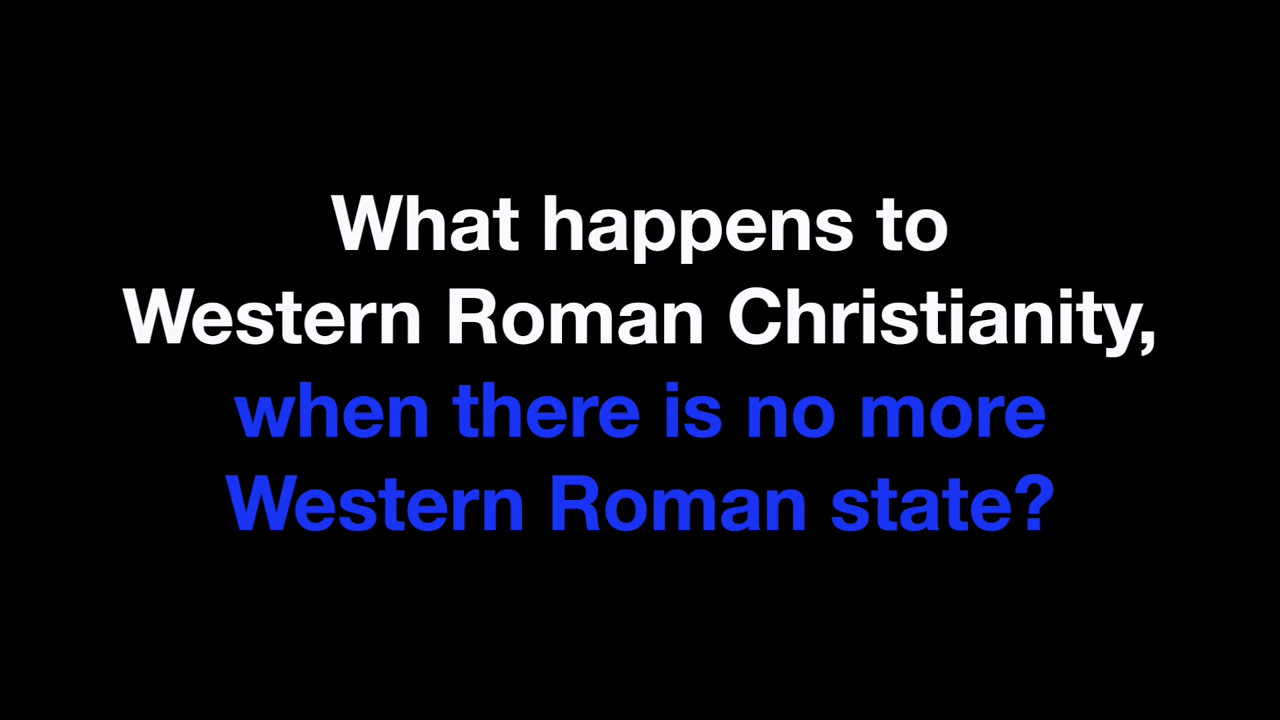 What happens to
Western Roman Christianity,
when there is no more
Western Roman state?